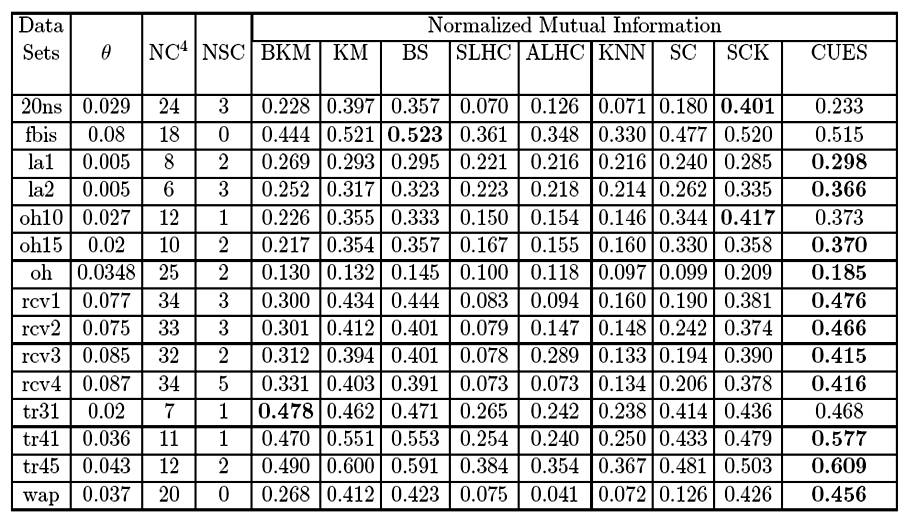 Data Normalized Mutual Information
Sets θ NC⁴ NSC BKM KM BS SLHC ALHC KNN SC SCK CUES
20ns 0.029 24 3 0.228 0.397 0.357 0.070 0.126 0.071 0.180 0.401 0.233
fbis 0.08 18 0 0.444 0.521 0.523 0.361 0.348 0.330 0.477 0.520 0.515
la1 0.005 8 2 0.269 0.293 0.295 0.221 0.216 0.216 0.240 0.285 0.298
la2 0.005 6 3 0.252 0.317 0.323 0.223 0.218 0.214 0.262 0.335 0.366
oh10 0.027 12 1 0.226 0.355 0.333 0.150 0.154 0.146 0.344 0.417 0.373
oh15 0.02 10 2 0.217 0.354 0.357 0.167 0.155 0.160 0.330 0.358 0.370
oh 0.0348 25 2 0.130 0.132 0.145 0.100 0.118 0.097 0.099 0.209 0.185
rcv1 0.077 34 3 0.300 0.434 0.444 0.083 0.094 0.160 0.190 0.381 0.476
rcv2 0.075 33 3 0.301 0.412 0.401 0.079 0.147 0.148 0.242 0.374 0.466
rcv3 0.085 32 2 0.312 0.394 0.401 0.078 0.289 0.133 0.194 0.390 0.415
rcv4 0.087 34 5 0.331 0.403 0.391 0.073 0.073 0.134 0.206 0.378 0.416
tr31 0.02 7 1 0.478 0.462 0.471 0.265 0.242 0.238 0.414 0.436 0.468
tr41 0.036 11 1 0.470 0.551 0.553 0.254 0.240 0.250 0.433 0.479 0.577
tr45 0.043 12 2 0.490 0.600 0.591 0.384 0.354 0.367 0.481 0.503 0.609
wap 0.037 20 0 0.268 0.412 0.423 0.075 0.041 0.072 0.126 0.426 0.456